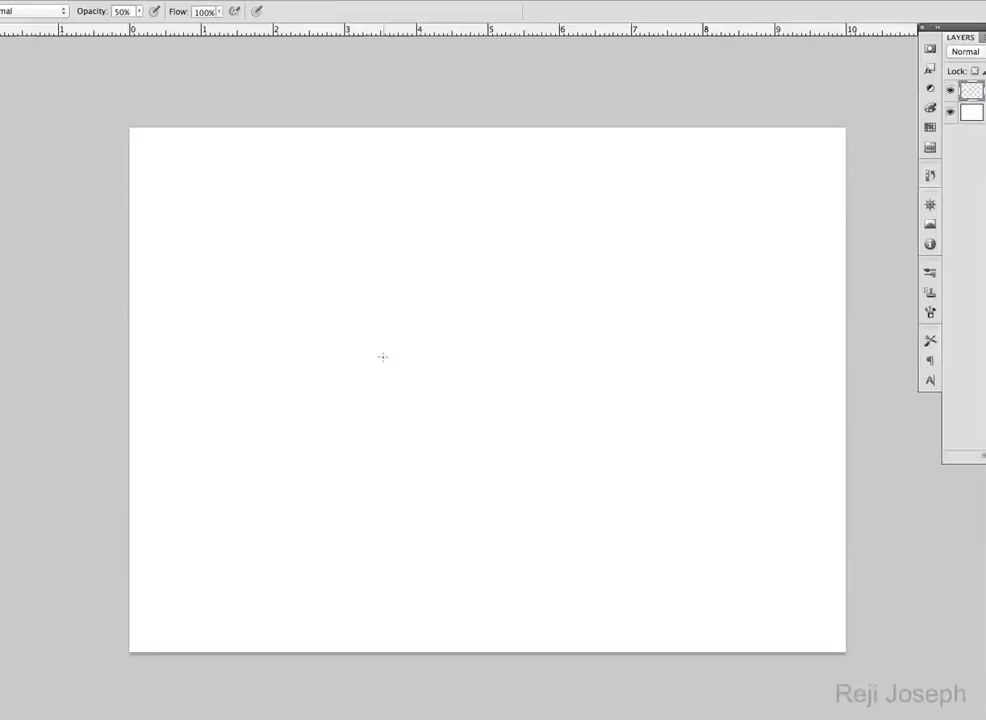 mal Opacity: 50% Flow: 100%
1 0 1 2 3 4 5 6 7 8 9 10
LAYERS
Normal
Lock:
Reji Joseph